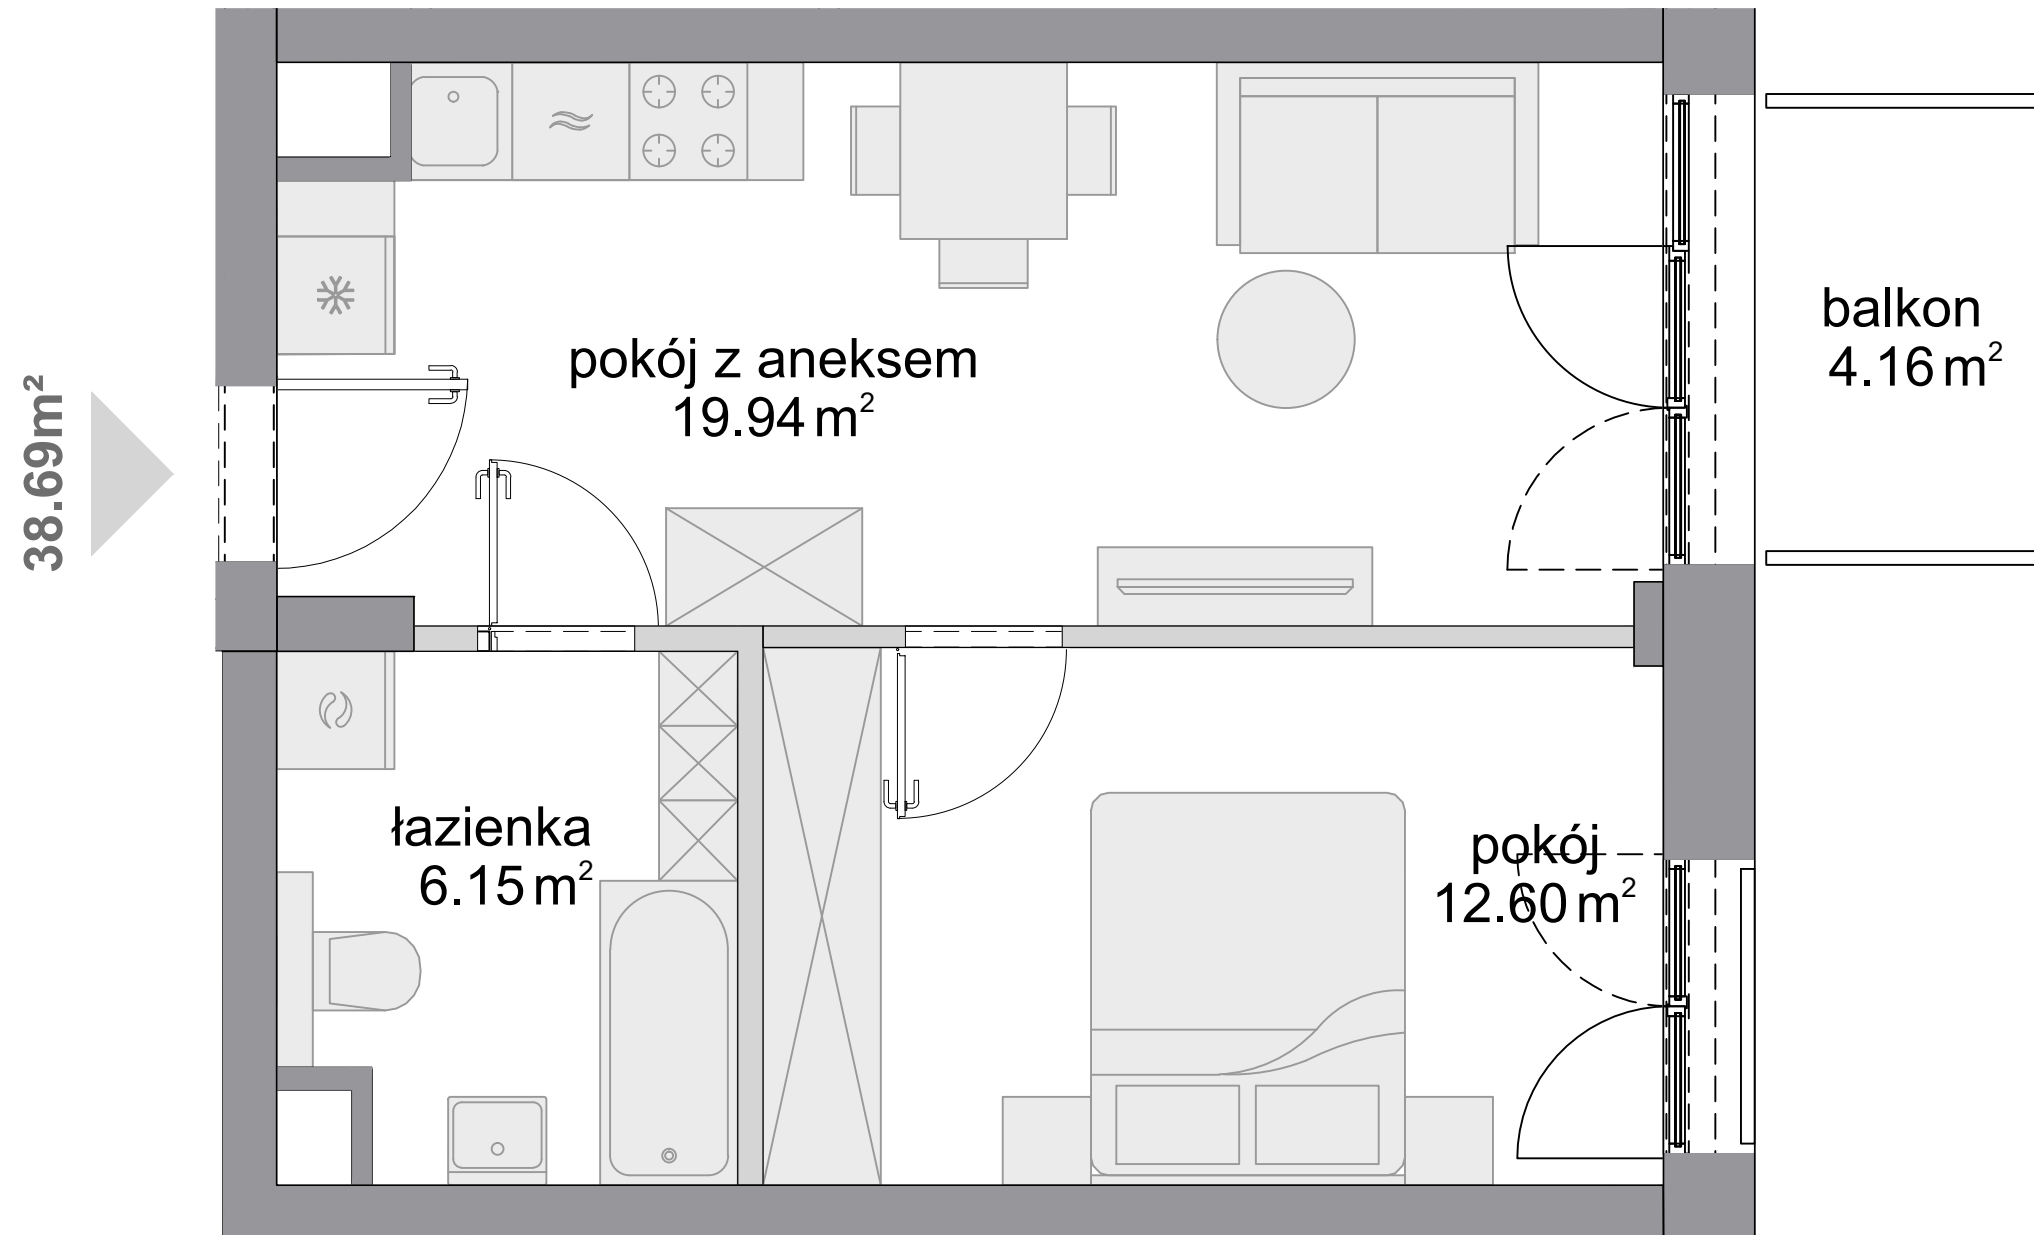 38.69m²
pokój z aneksem
19.94 m²
balkon
4.16 m²
łazienka
6.15 m²
pokój
12.60 m²